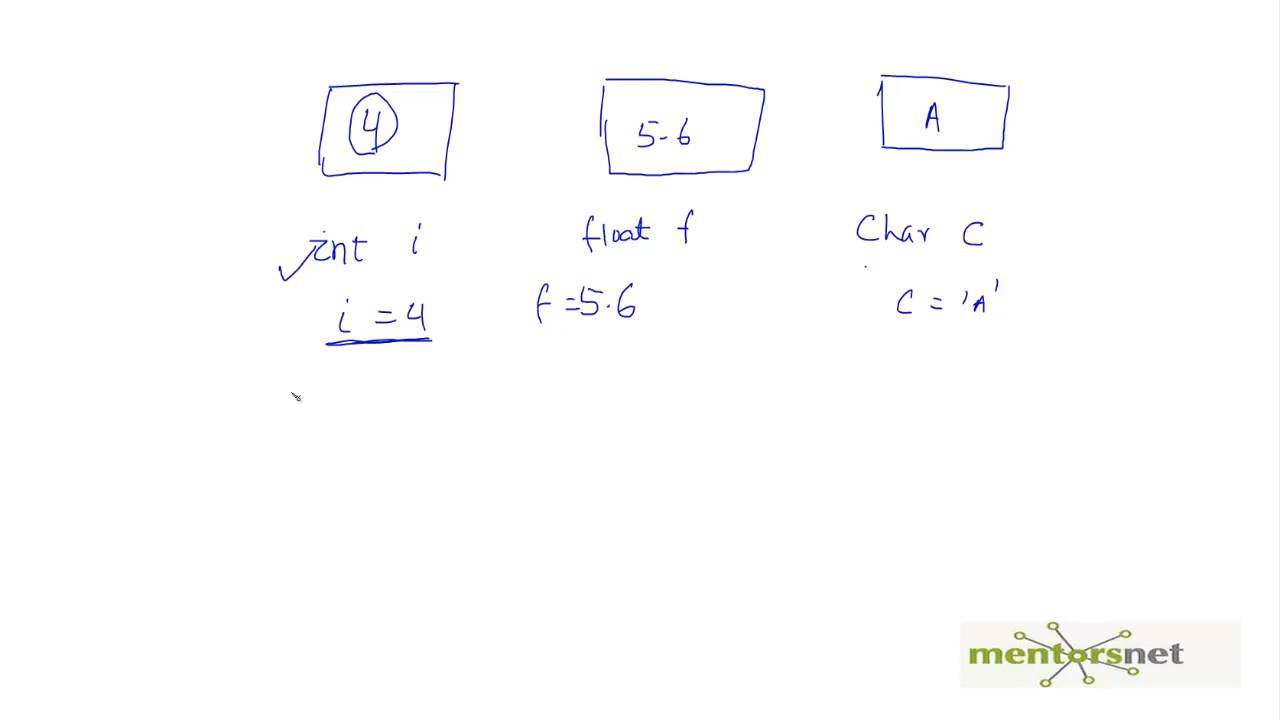 4 5.6 A
int i float f Char C
i = 4 f = 5.6 C = 'A'
mentorsnet